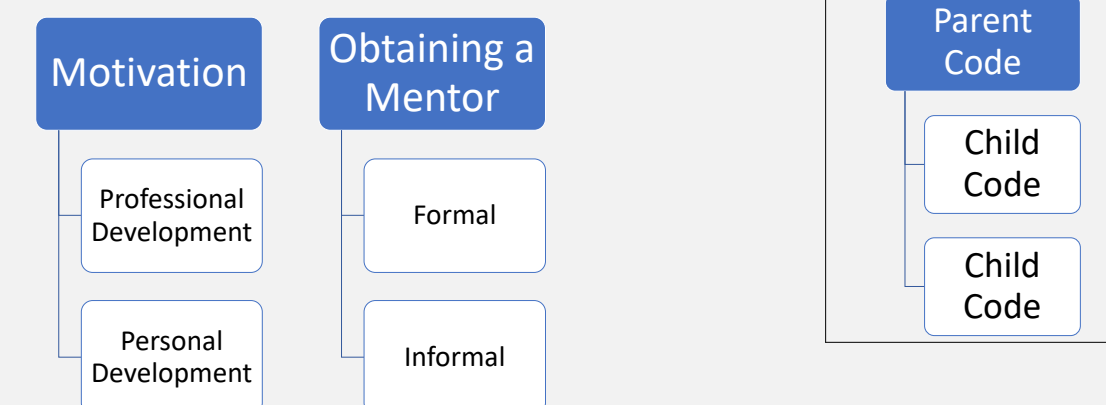 Motivation
Professional
Development
Personal
Development
Obtaining a
Mentor
Formal
Informal
Parent
Code
Child
Code
Child
Code